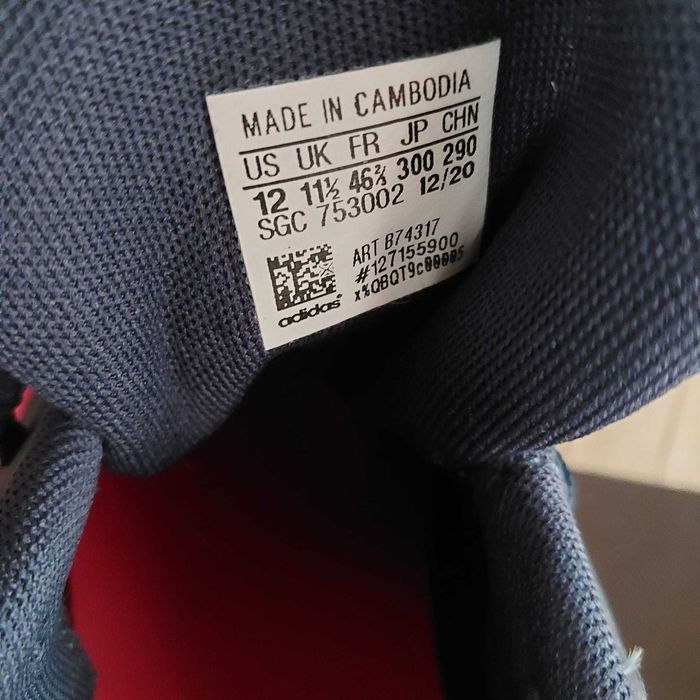 MADE IN CAMBODIA
US UK FR JP CHN
12 11½ 46⅔ 300 290
SGC 753002 12/20
ART B74317
#127155900
x%QBQT9c00005
adidas